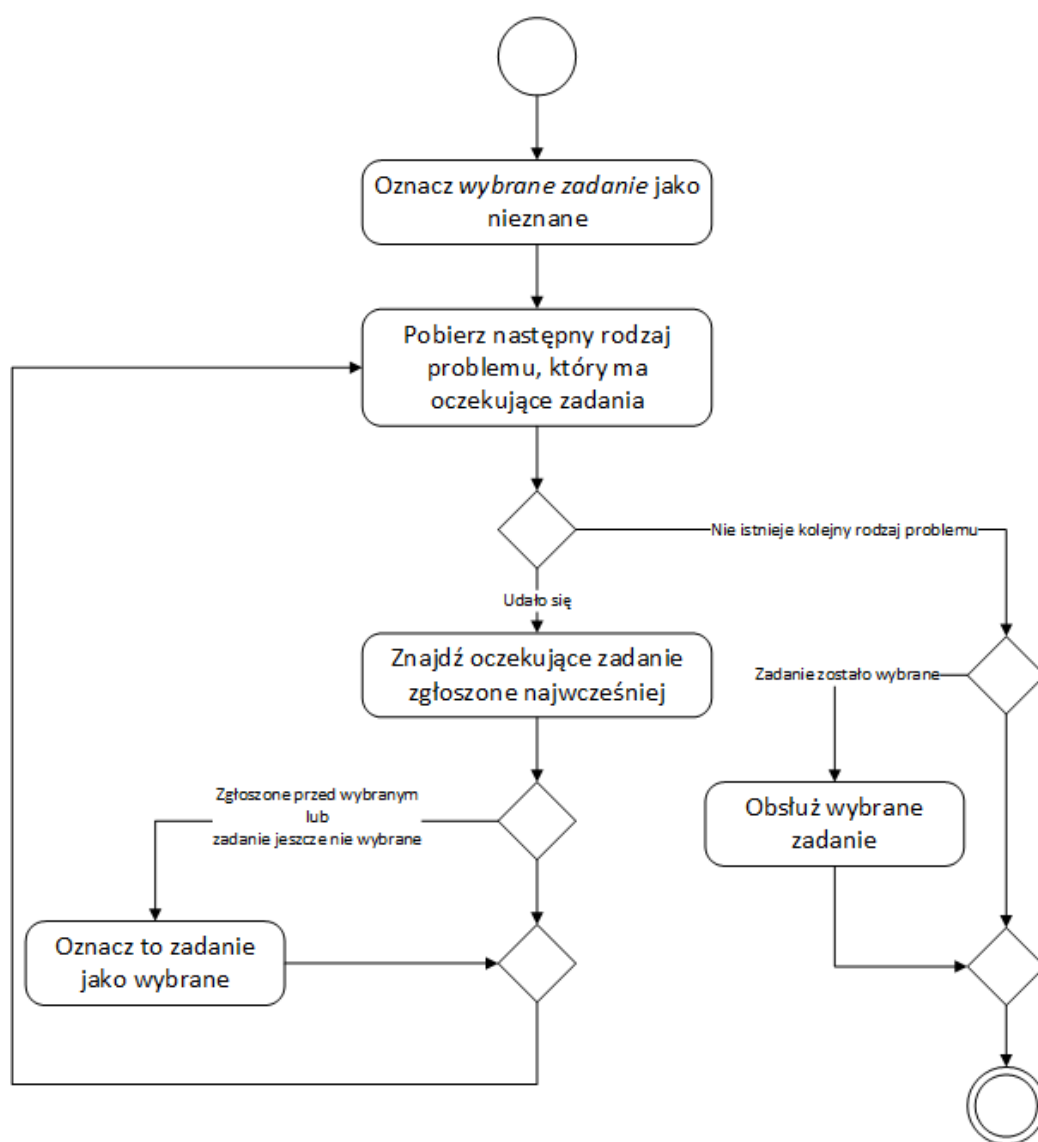 Oznacz wybrane zadanie jako
nieznane
Pobierz następny rodzaj
problemu, który ma
oczekujące zadania
Nie istnieje kolejny rodzaj problemu
Udało się
Znajdź oczekujące zadanie
zgłoszone najwcześniej
Zadanie zostało wybrane
Zgłoszone przed wybranym
lub
zadanie jeszcze nie wybrane
Obsłuż wybrane
zadanie
Oznacz to zadanie
jako wybrane